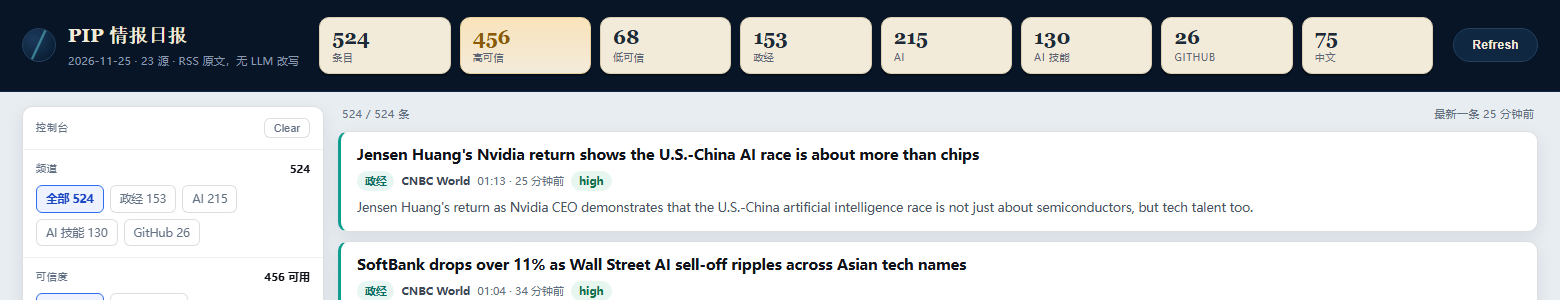 PIP 情报日报
2026-11-25 · 23 源 · RSS 原文，无 LLM 改写
524
条目
456
高可信
68
低可信
153
政经
215
AI
130
AI 技能
26
GITHUB
75
中文
Refresh
控制台 Clear
频道 524
全部 524 政经 153 AI 215
AI 技能 130 GitHub 26
可信度 456 可用
524 / 524 条 最新一条 25 分钟前
Jensen Huang's Nvidia return shows the U.S.-China AI race is about more than chips
政经 CNBC World 01:13 · 25 分钟前 high
Jensen Huang's return as Nvidia CEO demonstrates that the U.S.-China artificial intelligence race is not just about semiconductors, but tech talent too.
SoftBank drops over 11% as Wall Street AI sell-off ripples across Asian tech names
政经 CNBC World 01:04 · 34 分钟前 high